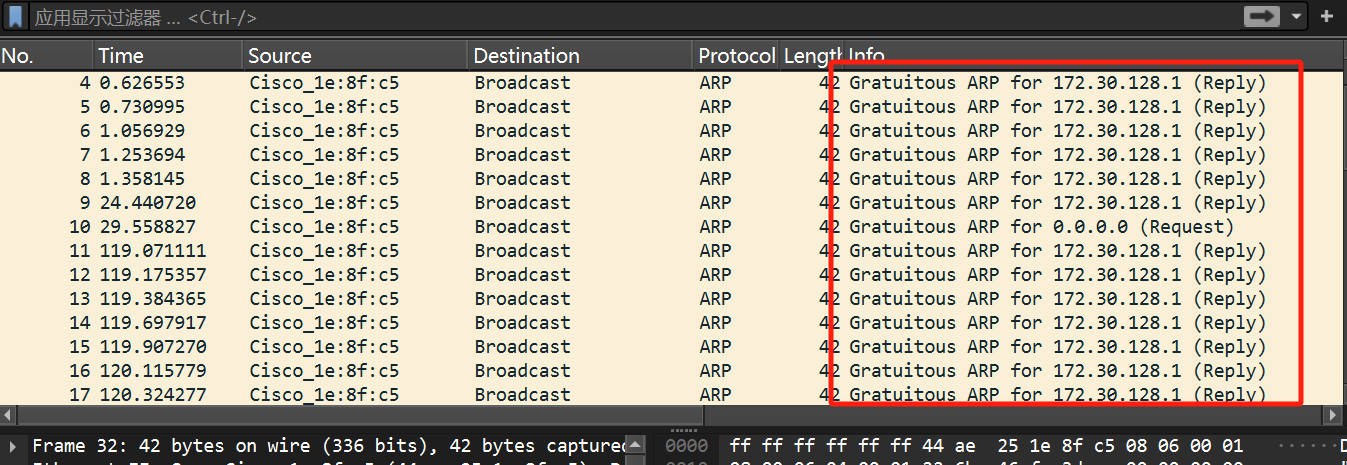 应用显示过滤器 … <Ctrl-/>
No. Time Source Destination Protocol Length Info
4 0.626553 Cisco_1e:8f:c5 Broadcast ARP 42 Gratuitous ARP for 172.30.128.1 (Reply)
5 0.730995 Cisco_1e:8f:c5 Broadcast ARP 42 Gratuitous ARP for 172.30.128.1 (Reply)
6 1.056929 Cisco_1e:8f:c5 Broadcast ARP 42 Gratuitous ARP for 172.30.128.1 (Reply)
7 1.253694 Cisco_1e:8f:c5 Broadcast ARP 42 Gratuitous ARP for 172.30.128.1 (Reply)
8 1.358145 Cisco_1e:8f:c5 Broadcast ARP 42 Gratuitous ARP for 172.30.128.1 (Reply)
9 24.440720 Cisco_1e:8f:c5 Broadcast ARP 42 Gratuitous ARP for 172.30.128.1 (Reply)
10 29.558827 Cisco_1e:8f:c5 Broadcast ARP 42 Gratuitous ARP for 0.0.0.0 (Request)
11 119.071111 Cisco_1e:8f:c5 Broadcast ARP 42 Gratuitous ARP for 172.30.128.1 (Reply)
12 119.175357 Cisco_1e:8f:c5 Broadcast ARP 42 Gratuitous ARP for 172.30.128.1 (Reply)
13 119.384365 Cisco_1e:8f:c5 Broadcast ARP 42 Gratuitous ARP for 172.30.128.1 (Reply)
14 119.697917 Cisco_1e:8f:c5 Broadcast ARP 42 Gratuitous ARP for 172.30.128.1 (Reply)
15 119.907270 Cisco_1e:8f:c5 Broadcast ARP 42 Gratuitous ARP for 172.30.128.1 (Reply)
16 120.115779 Cisco_1e:8f:c5 Broadcast ARP 42 Gratuitous ARP for 172.30.128.1 (Reply)
17 120.324277 Cisco_1e:8f:c5 Broadcast ARP 42 Gratuitous ARP for 172.30.128.1 (Reply)
Frame 32: 42 bytes on wire (336 bits), 42 bytes captured 0000 ff ff ff ff ff ff 44 ae 25 1e 8f c5 08 06 00 01 ······D